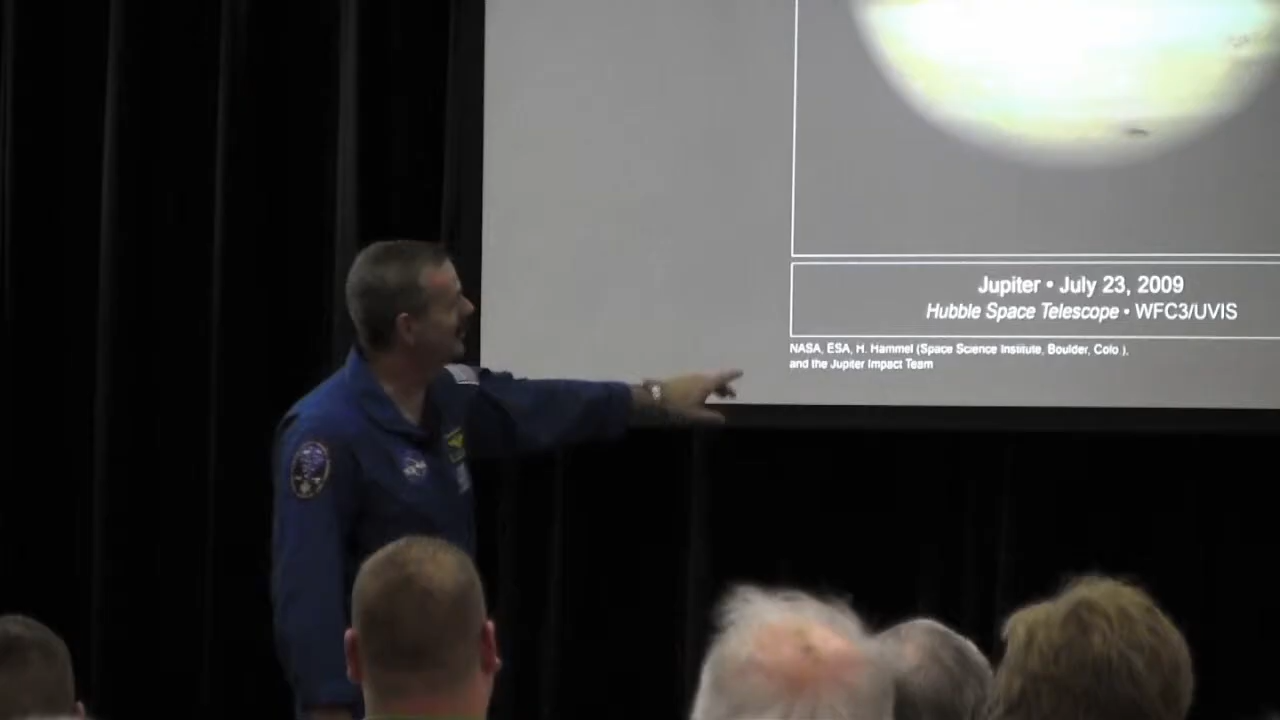 Jupiter • July 23, 2009
Hubble Space Telescope • WFC3/UVIS
NASA, ESA, H. Hammel (Space Science Institute, Boulder, Colo.),
and the Jupiter Impact Team